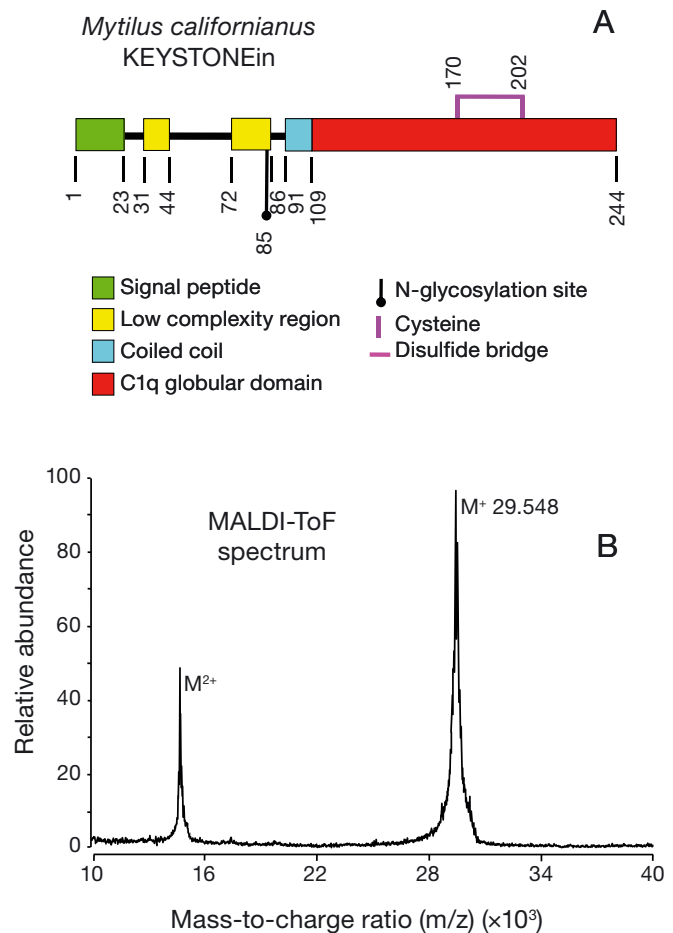 Mytilus californianus
KEYSTONEin
A
170 202
1 23 31 44 72 85 86 91 109 244
Signal peptide
Low complexity region
Coiled coil
C1q globular domain
N-glycosylation site
Cysteine
Disulfide bridge
100
80
60
40
20
0
Relative abundance
MALDI-ToF
spectrum
B
M⁺ 29.548
M²⁺
10 16 22 28 34 40
Mass-to-charge ratio (m/z) (×10³)